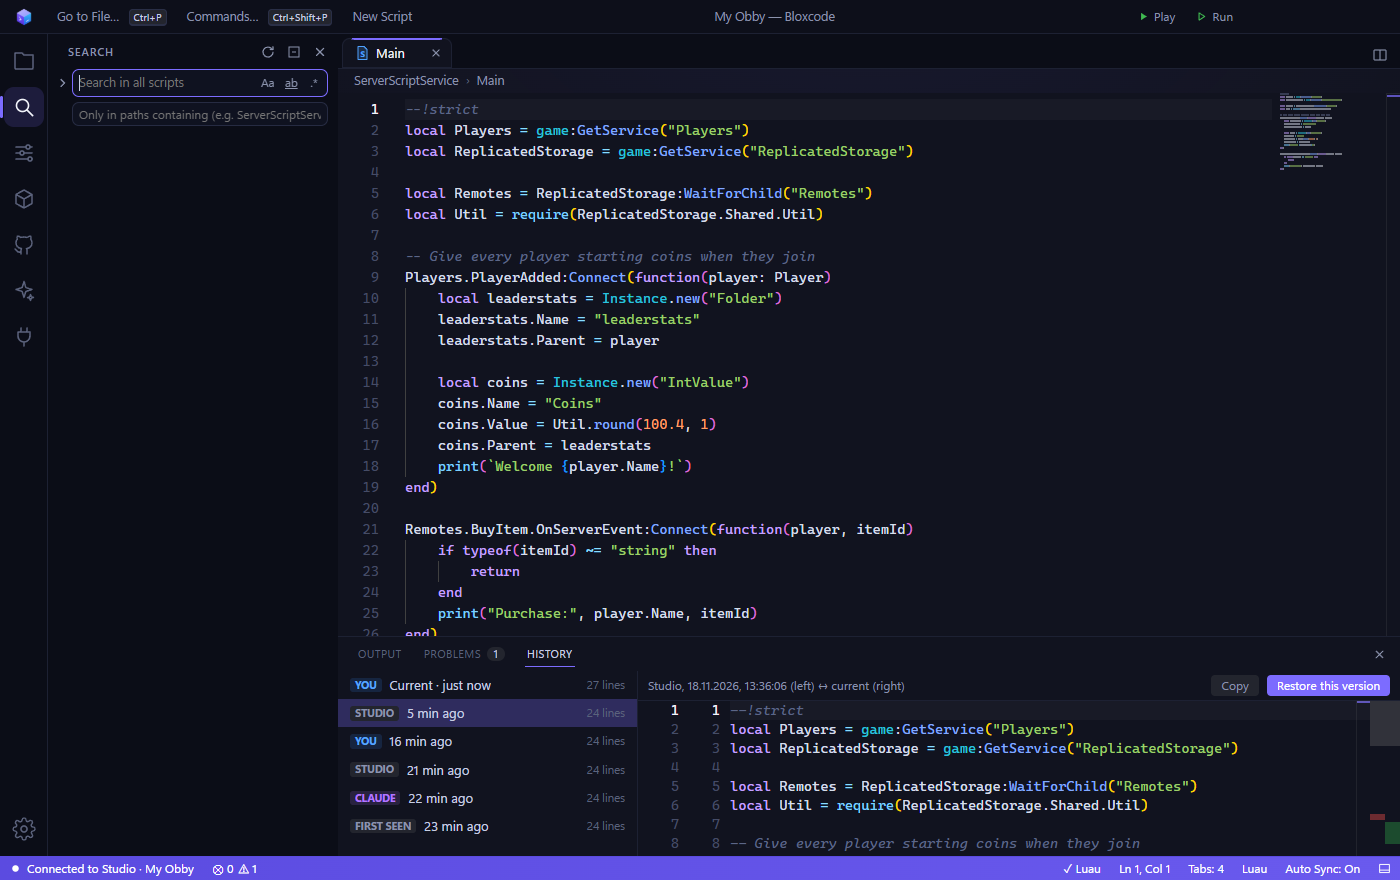 Go to File... Ctrl+P Commands... Ctrl+Shift+P New Script My Obby — Bloxcode Play Run
SEARCH
Search in all scripts Aa ab .*
Only in paths containing (e.g. ServerScriptServ
Main
ServerScriptService › Main
1 --!strict
2 local Players = game:GetService("Players")
3 local ReplicatedStorage = game:GetService("ReplicatedStorage")
4
5 local Remotes = ReplicatedStorage:WaitForChild("Remotes")
6 local Util = require(ReplicatedStorage.Shared.Util)
7
8 -- Give every player starting coins when they join
9 Players.PlayerAdded:Connect(function(player: Player)
10 local leaderstats = Instance.new("Folder")
11 leaderstats.Name = "leaderstats"
12 leaderstats.Parent = player
13
14 local coins = Instance.new("IntValue")
15 coins.Name = "Coins"
16 coins.Value = Util.round(100.4, 1)
17 coins.Parent = leaderstats
18 print(`Welcome {player.Name}!`)
19 end)
20
21 Remotes.BuyItem.OnServerEvent:Connect(function(player, itemId)
22 if typeof(itemId) ~= "string" then
23 return
24 end
25 print("Purchase:", player.Name, itemId)
26 end)
OUTPUT PROBLEMS 1 HISTORY
YOU Current · just now 27 lines
STUDIO 5 min ago 24 lines
YOU 16 min ago 24 lines
STUDIO 21 min ago 24 lines
CLAUDE 22 min ago 24 lines
FIRST SEEN 23 min ago 24 lines
Studio, 18.11.2026, 13:36:06 (left) ↔ current (right) Copy Restore this version
1 1 --!strict
2 2 local Players = game:GetService("Players")
3 3 local ReplicatedStorage = game:GetService("ReplicatedStorage")
4 4
5 5 local Remotes = ReplicatedStorage:WaitForChild("Remotes")
6 6 local Util = require(ReplicatedStorage.Shared.Util)
7 7
8 8 -- Give every player starting coins when they join
Connected to Studio · My Obby 0 1 ✓ Luau Ln 1, Col 1 Tabs: 4 Luau Auto Sync: On